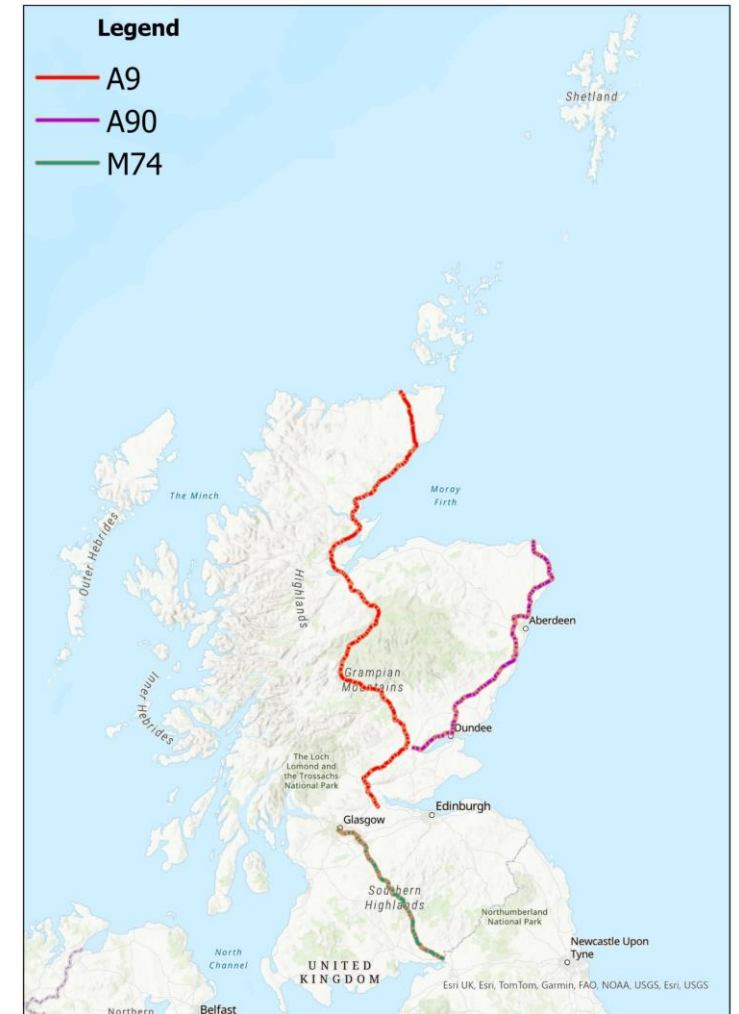 Legend
A9
A90
M74
Shetland
The Minch
Moray
Firth
Outer Hebrides
Highlands
Aberdeen
Grampian
Mountains
Inner Hebrides
Dundee
The Loch
Lomond and
the Trossachs
National Park
Edinburgh
Glasgow
Southern
Highlands
Northumberland
National Park
Newcastle Upon
Tyne
North
Channel
UNITED
KINGDOM
Esri UK, Esri, TomTom, Garmin, FAO, NOAA, USGS, Esri, USGS
Northern
Belfast